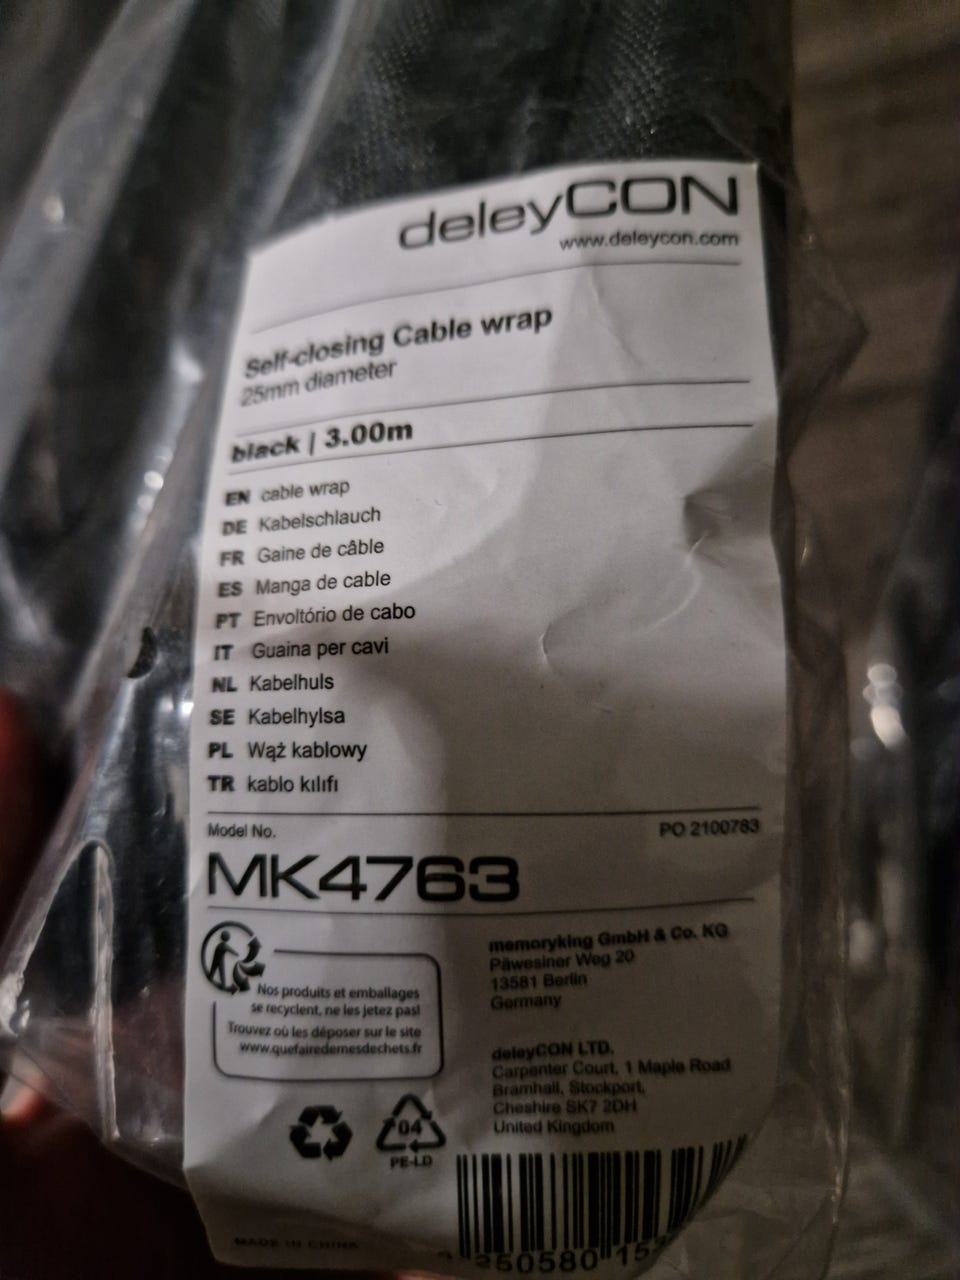 deleyCON
www.deleycon.com
Self-closing Cable wrap
25mm diameter
black | 3.00m
EN cable wrap
DE Kabelschlauch
FR Gaine de câble
ES Manga de cable
PT Envoltório de cabo
IT Guaina per cavi
NL Kabelhuls
SE Kabelhylsa
PL Wąż kablowy
TR kablo kılıfı
Model No.
PO 2100783
MK4763
Nos produits et emballages
se recyclent, ne les jetez pas!
Trouvez où les déposer sur le site
www.quefairedemesdechets.fr
memoryking GmbH & Co. KG
Päwesiner Weg 20
13581 Berlin
Germany
deleyCON LTD.
Carpenter Court, 1 Maple Road
Bramhall, Stockport,
Cheshire SK7 2DH
United Kingdom
04
PE-LD
MADE IN CHINA
4 250580 15